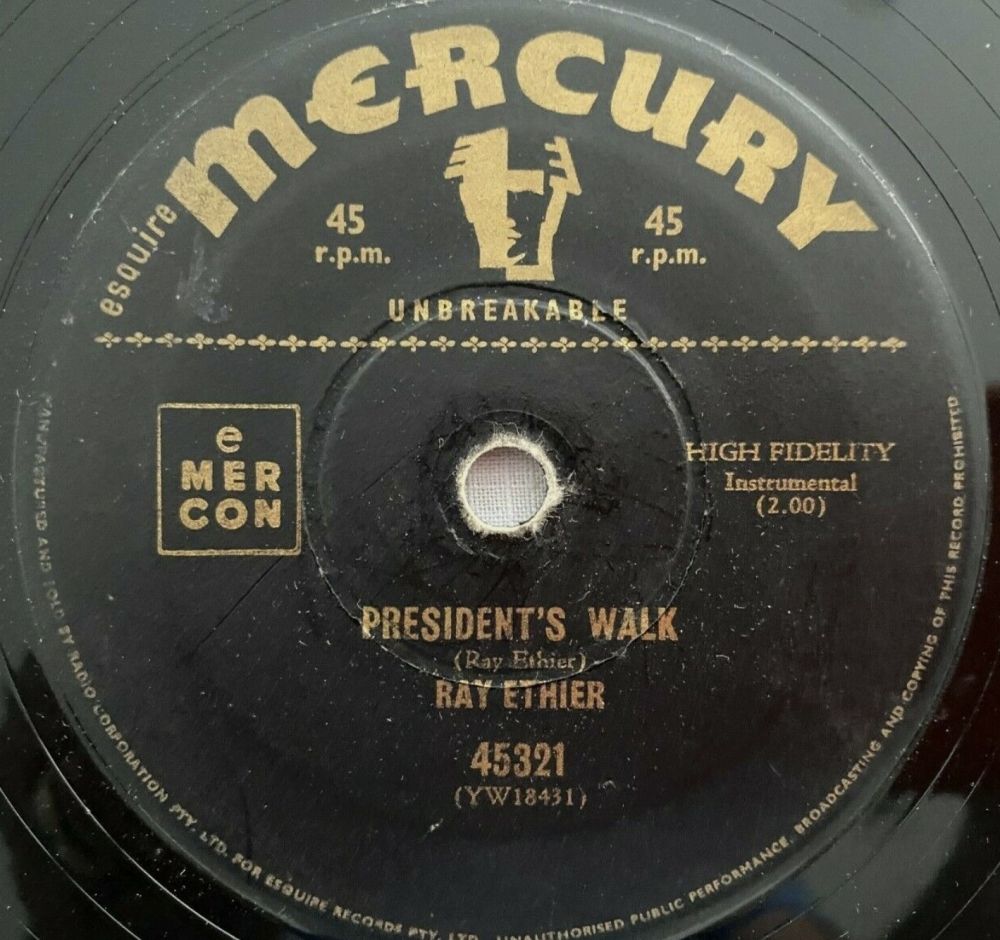 esquire MERCURY
45 r.p.m.
45 r.p.m.
UNBREAKABLE
e
MER
CON
HIGH FIDELITY
Instrumental
(2.00)
PRESIDENT'S WALK
(Ray Ethier)
RAY ETHIER
45321
(YW18431)
MANUFACTURED AND SOLD BY RADIO CORPORATION PTY. LTD. FOR ESQUIRE RECORDS PTY. LTD. UNAUTHORISED PUBLIC PERFORMANCE, BROADCASTING AND COPYING OF THIS RECORD PROHIBITED